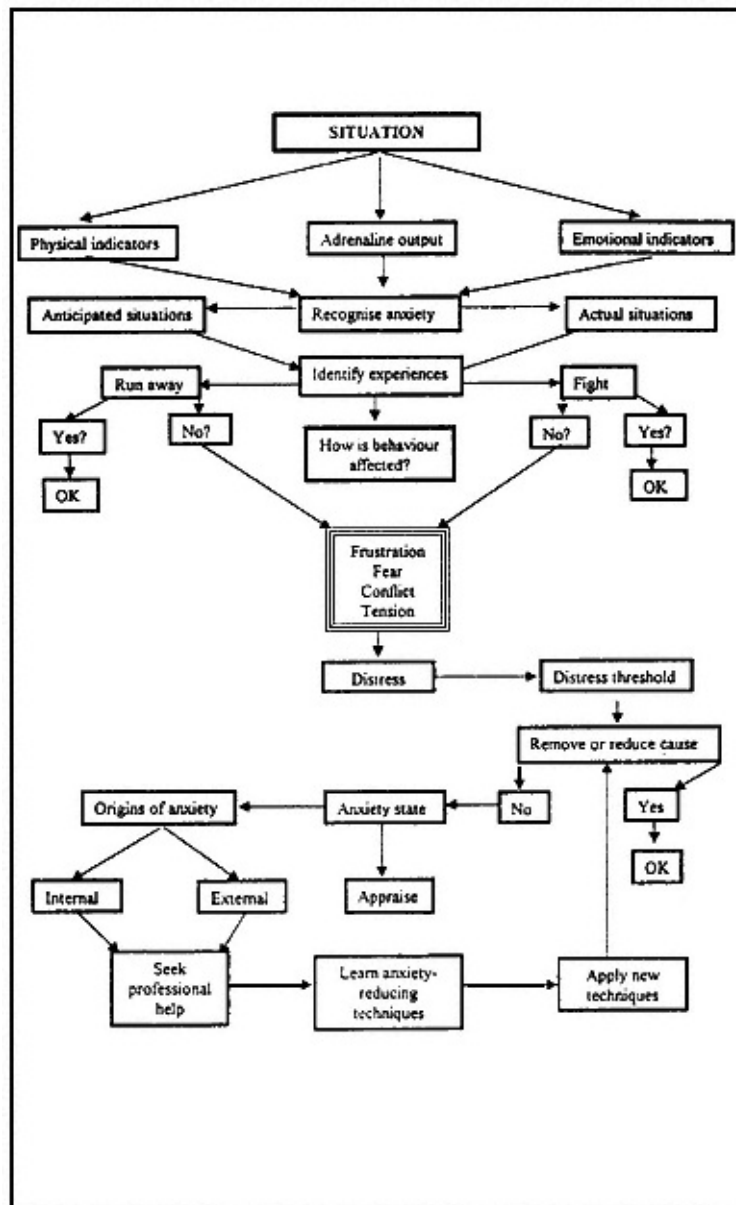 SITUATION
Physical indicators
Adrenaline output
Emotional indicators
Anticipated situations
Recognise anxiety
Actual situations
Run away
Identify experiences
Fight
Yes?
No?
How is behaviour
affected?
No?
Yes?
OK
OK
Frustration
Fear
Conflict
Tension
Distress
Distress threshold
Remove or reduce cause
Origins of anxiety
Anxiety state
No
Yes
OK
Internal
External
Appraise
Seek
professional
help
Learn anxiety-
reducing
techniques
Apply new
techniques